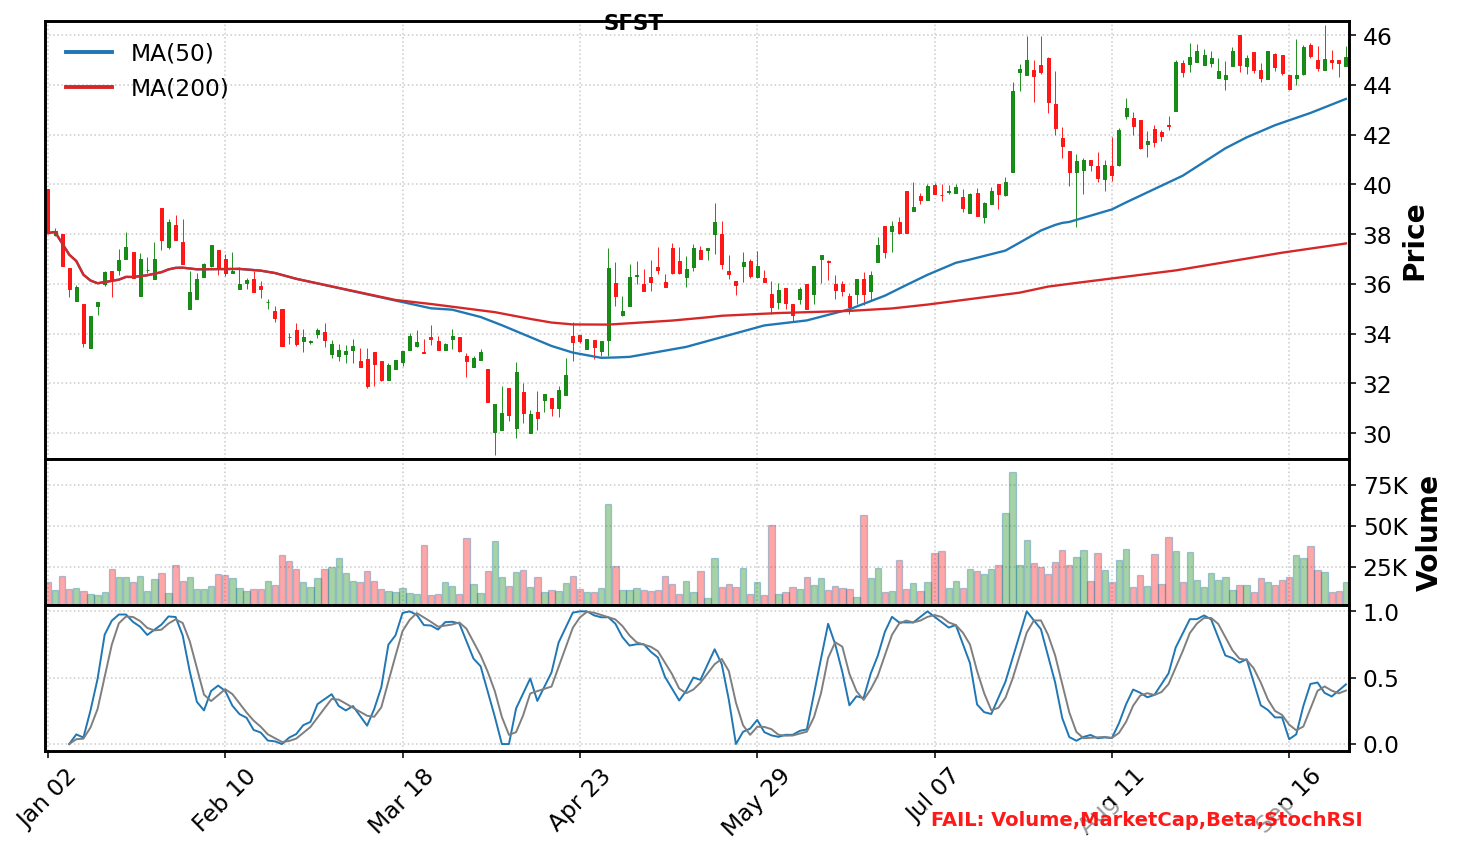 SFST
MA(50)
MA(200)
46
44
42
40
38
36
34
32
30
Price
75K
50K
25K
Volume
1.0
0.5
0.0
Jan 02
Feb 10
Mar 18
Apr 23
May 29
Jul 07
Aug 11
Sep 16
FAIL: Volume,MarketCap,Beta,StochRSI